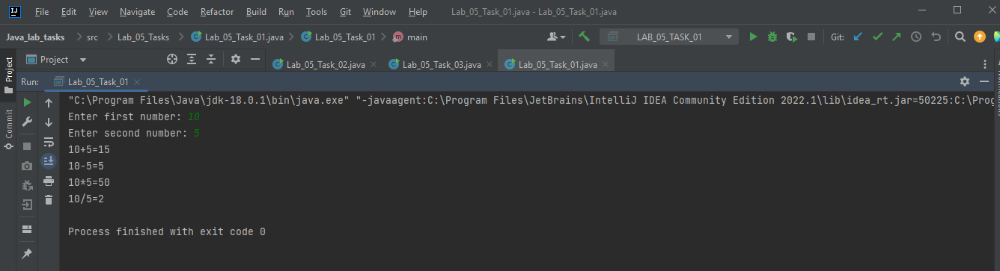 IJ File Edit View Navigate Code Refactor Build Run Tools Git Window Help Lab_05_Task_01.java - Lab_05_Task_01.java
Java_lab_tasks src Lab_05_Tasks Lab_05_Task_01.java Lab_05_Task_01 m main LAB_05_TASK_01 Git:
Project Project Lab_05_Task_02.java Lab_05_Task_03.java Lab_05_Task_01.java
Run: Lab_05_Task_01
"C:\Program Files\Java\jdk-18.0.1\bin\java.exe" "-javaagent:C:\Program Files\JetBrains\IntelliJ IDEA Community Edition 2022.1\lib\idea_rt.jar=50225:C:\Prog
Enter first number: 10
Commit
Enter second number: 5
10+5=15
10-5=5
10*5=50
10/5=2
Process finished with exit code 0